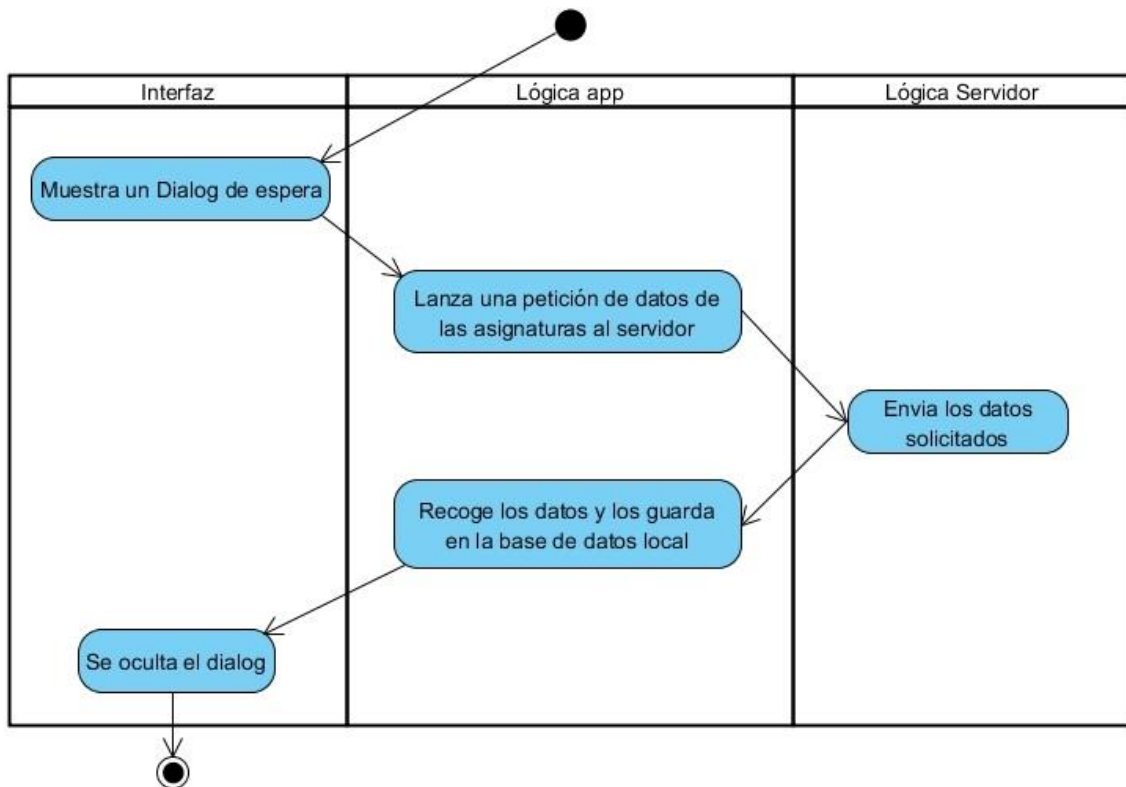 Interfaz
Lógica app
Lógica Servidor
Muestra un Dialog de espera
Lanza una petición de datos de
las asignaturas al servidor
Envia los datos
solicitados
Recoge los datos y los guarda
en la base de datos local
Se oculta el dialog